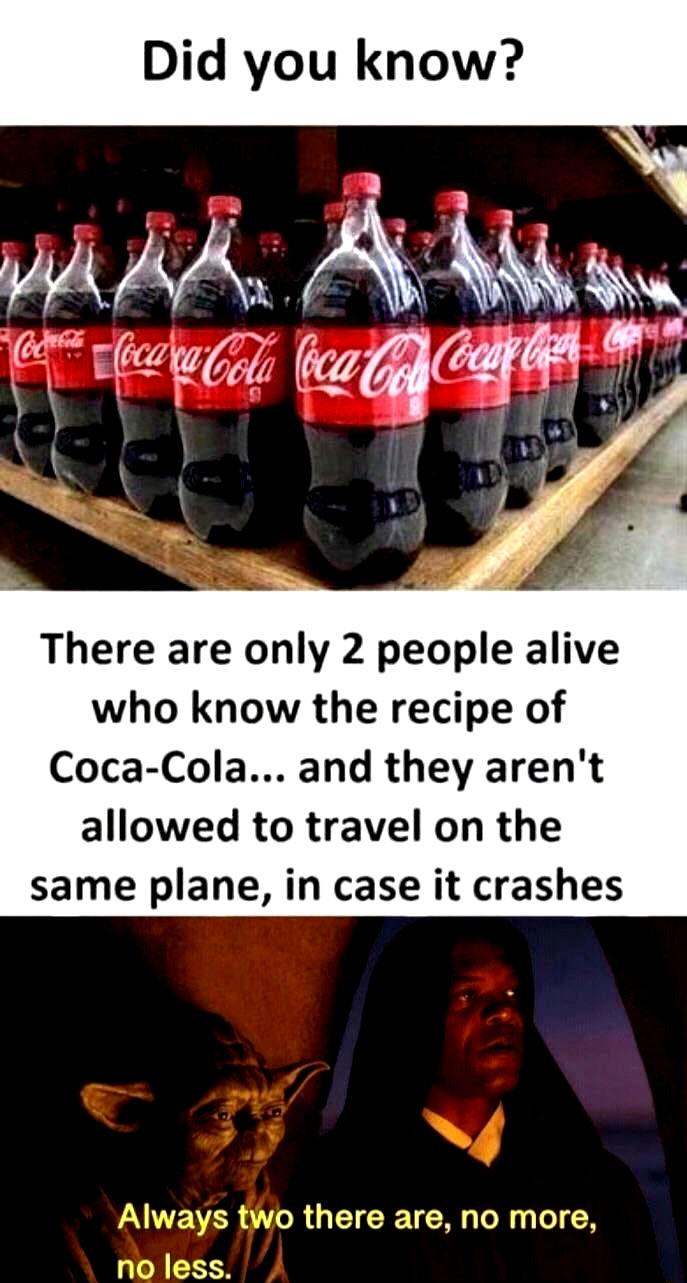 Did you know?
Coca-Cola
Coca
ca-Cola
Coca-Cola
Coca
There are only 2 people alive
who know the recipe of
Coca-Cola... and they aren't
allowed to travel on the
same plane, in case it crashes
Always two there are, no more,
no less.